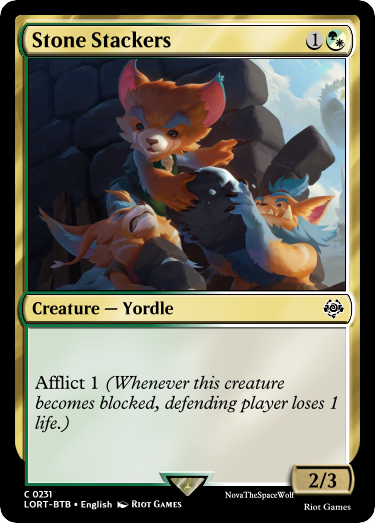 Stone Stackers 1
Creature — Yordle
Afflict 1 (Whenever this creature
becomes blocked, defending player loses 1
life.)
2/3
C 0231
LORT-BTB • English Riot Games
NovaTheSpaceWolf
Riot Games